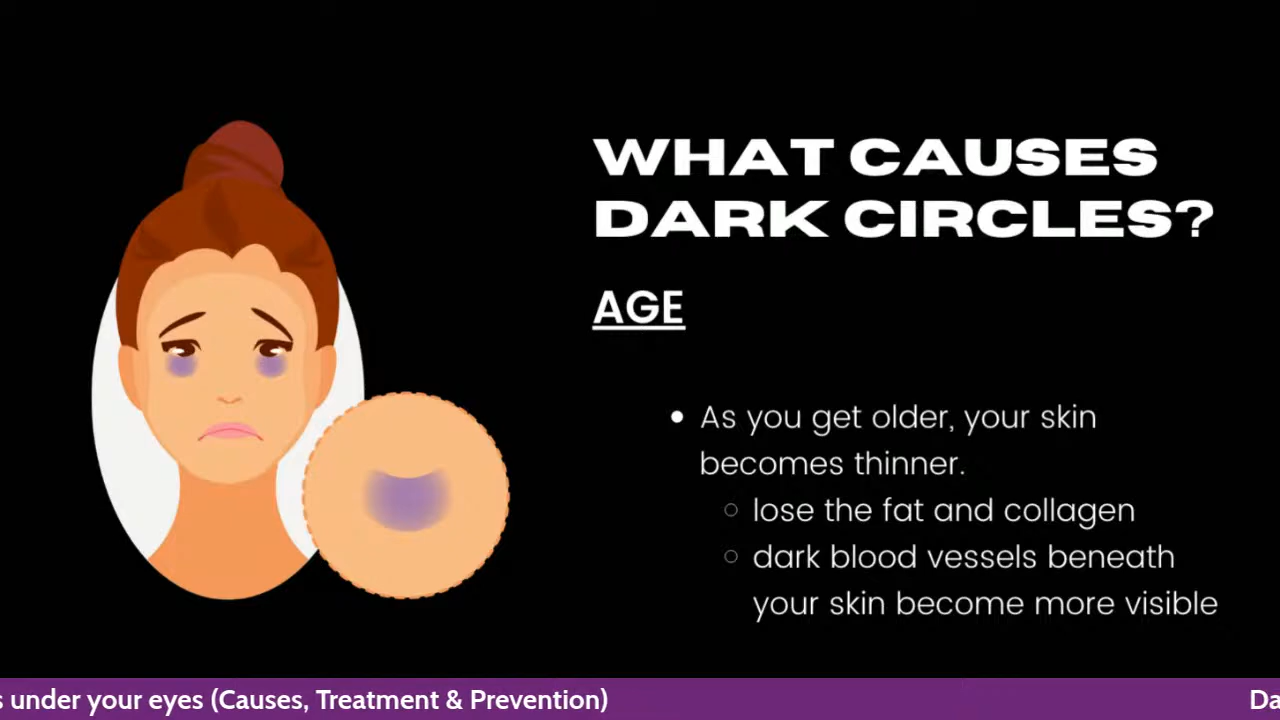 WHAT CAUSES
DARK CIRCLES?
AGE
As you get older, your skin
becomes thinner.
lose the fat and collagen
dark blood vessels beneath
your skin become more visible
under your eyes (Causes, Treatment & Prevention)